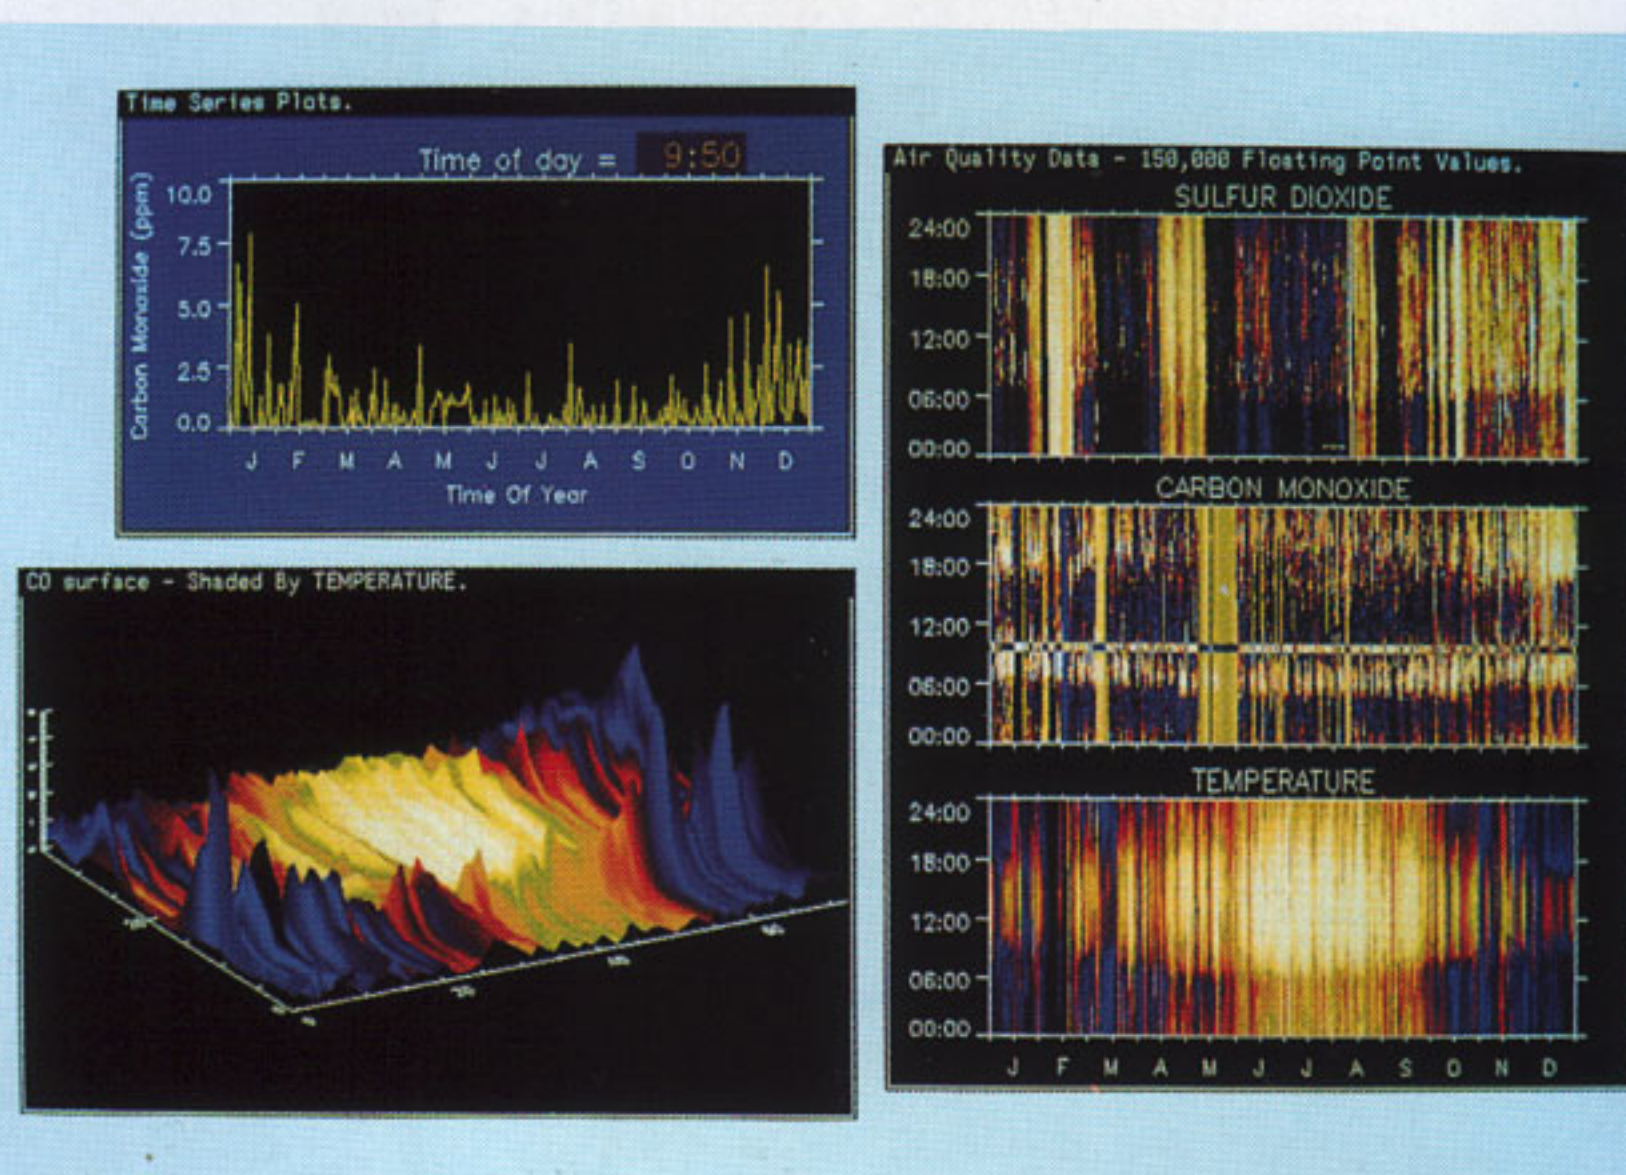 Time Series Plots.
Time of day = 9:50
Carbon Monoxide (ppm)
10.0
7.5
5.0
2.5
0.0
J F M A M J J A S O N D
Time Of Year
CO surface - Shaded By TEMPERATURE.
Air Quality Data - 150,000 Floating Point Values.
SULFUR DIOXIDE
24:00
18:00
12:00
06:00
00:00
CARBON MONOXIDE
24:00
18:00
12:00
06:00
00:00
TEMPERATURE
24:00
18:00
12:00
06:00
00:00
J F M A M J J A S O N D